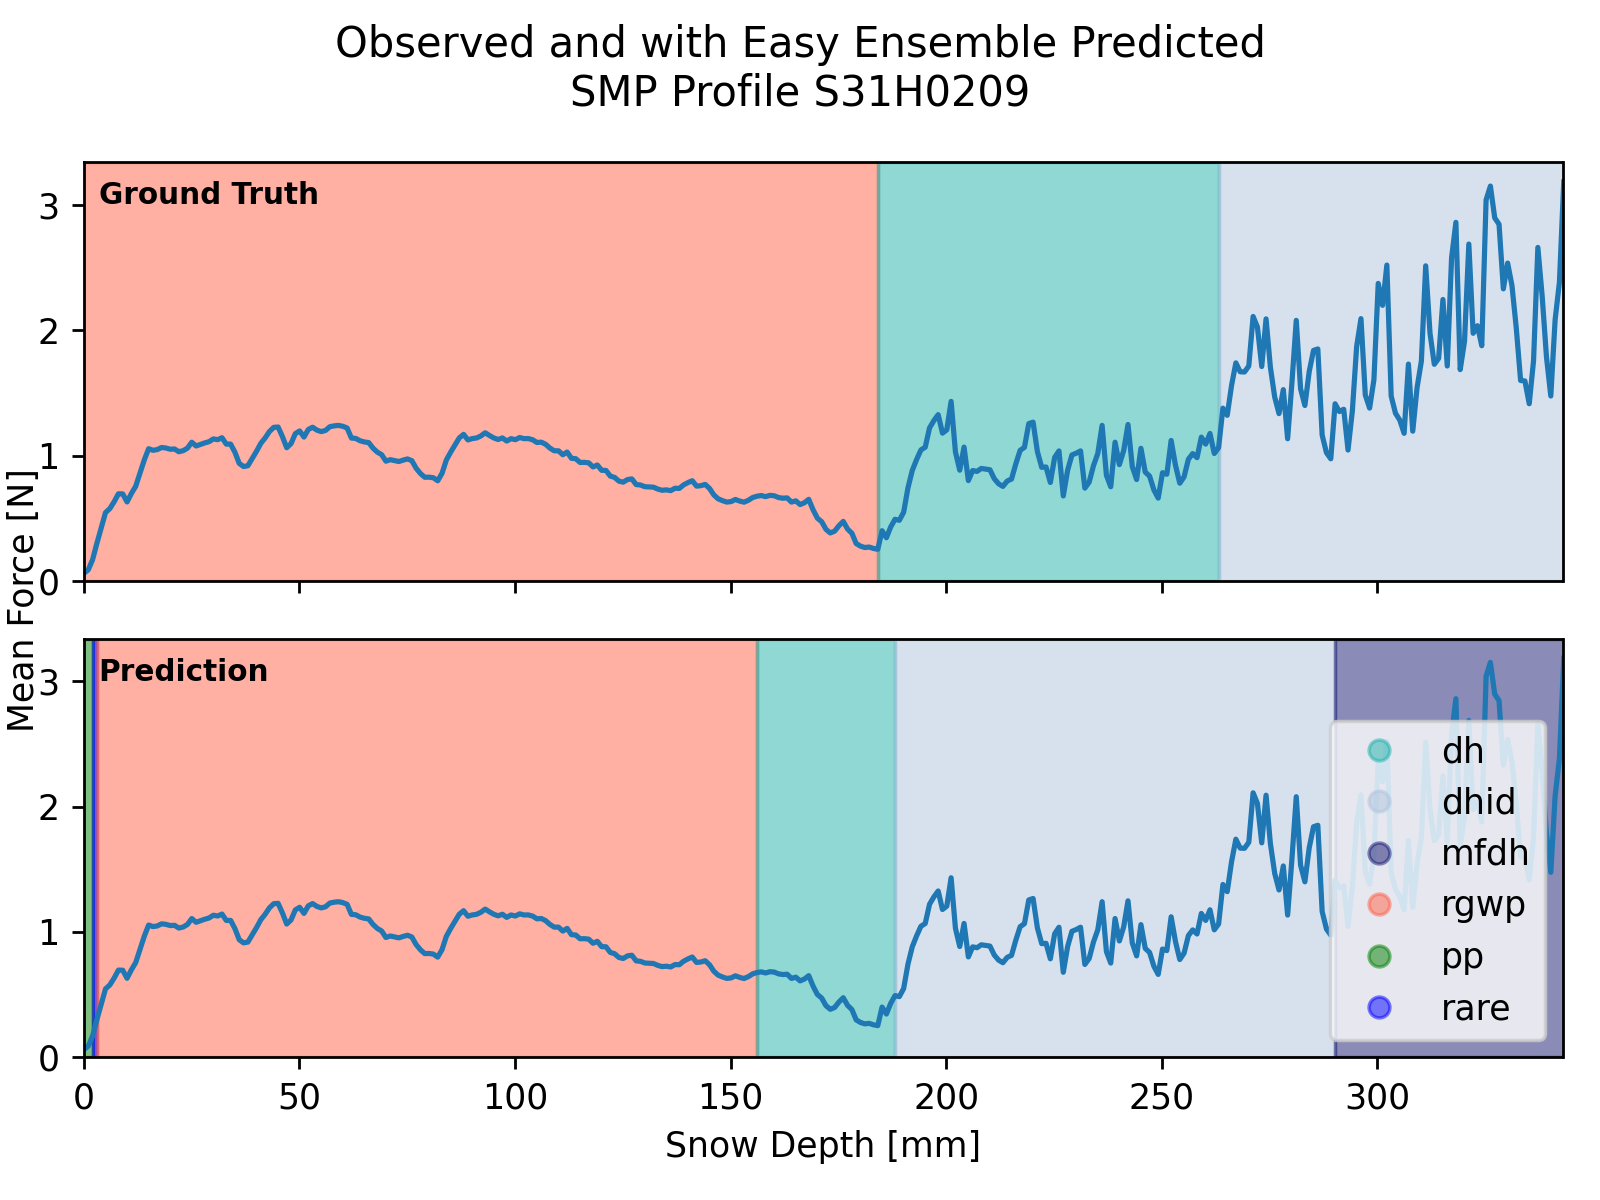 Observed and with Easy Ensemble Predicted
SMP Profile S31H0209
Ground Truth
3
2
1
0
Mean Force [N]
Prediction
3
2
1
0
dh
dhid
mfdh
rgwp
pp
rare
0 50 100 150 200 250 300
Snow Depth [mm]